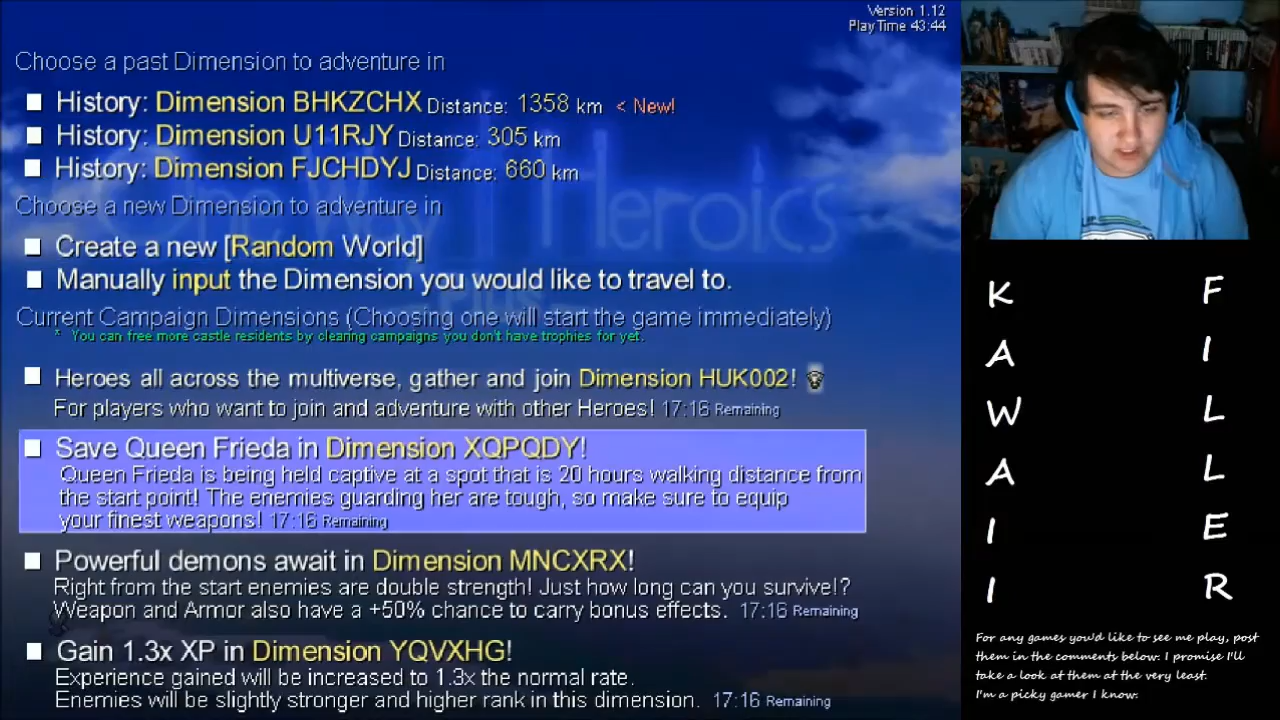 Version 1.12
PlayTime 43:44
Choose a past Dimension to adventure in
History: Dimension BHKZCHX Distance: 1358 km < New!
History: Dimension U11RJY Distance: 305 km
History: Dimension FJCHDYJ Distance: 660 km
Choose a new Dimension to adventure in
Create a new [Random World]
Manually input the Dimension you would like to travel to.
Current Campaign Dimensions (Choosing one will start the game immediately)
* You can free more castle residents by clearing campaigns you don't have trophies for yet.
Heroes all across the multiverse, gather and join Dimension HUK002!
For players who want to join and adventure with other Heroes! 17:16 Remaining
Save Queen Frieda in Dimension XQPQDY!
Queen Frieda is being held captive at a spot that is 20 hours walking distance from
the start point! The enemies guarding her are tough, so make sure to equip
your finest weapons! 17:16 Remaining
Powerful demons await in Dimension MNCXRX!
Right from the start enemies are double strength! Just how long can you survive!?
Weapon and Armor also have a +50% chance to carry bonus effects. 17:16 Remaining
Gain 1.3x XP in Dimension YQVXHG!
Experience gained will be increased to 1.3x the normal rate.
Enemies will be slightly stronger and higher rank in this dimension. 17:16 Remaining
Heroics
KAWAII
FILLER
For any games you'd like to see me play, post
them in the comments below. I promise I'll
take a look at them at the very least.
I'm a picky gamer I know.